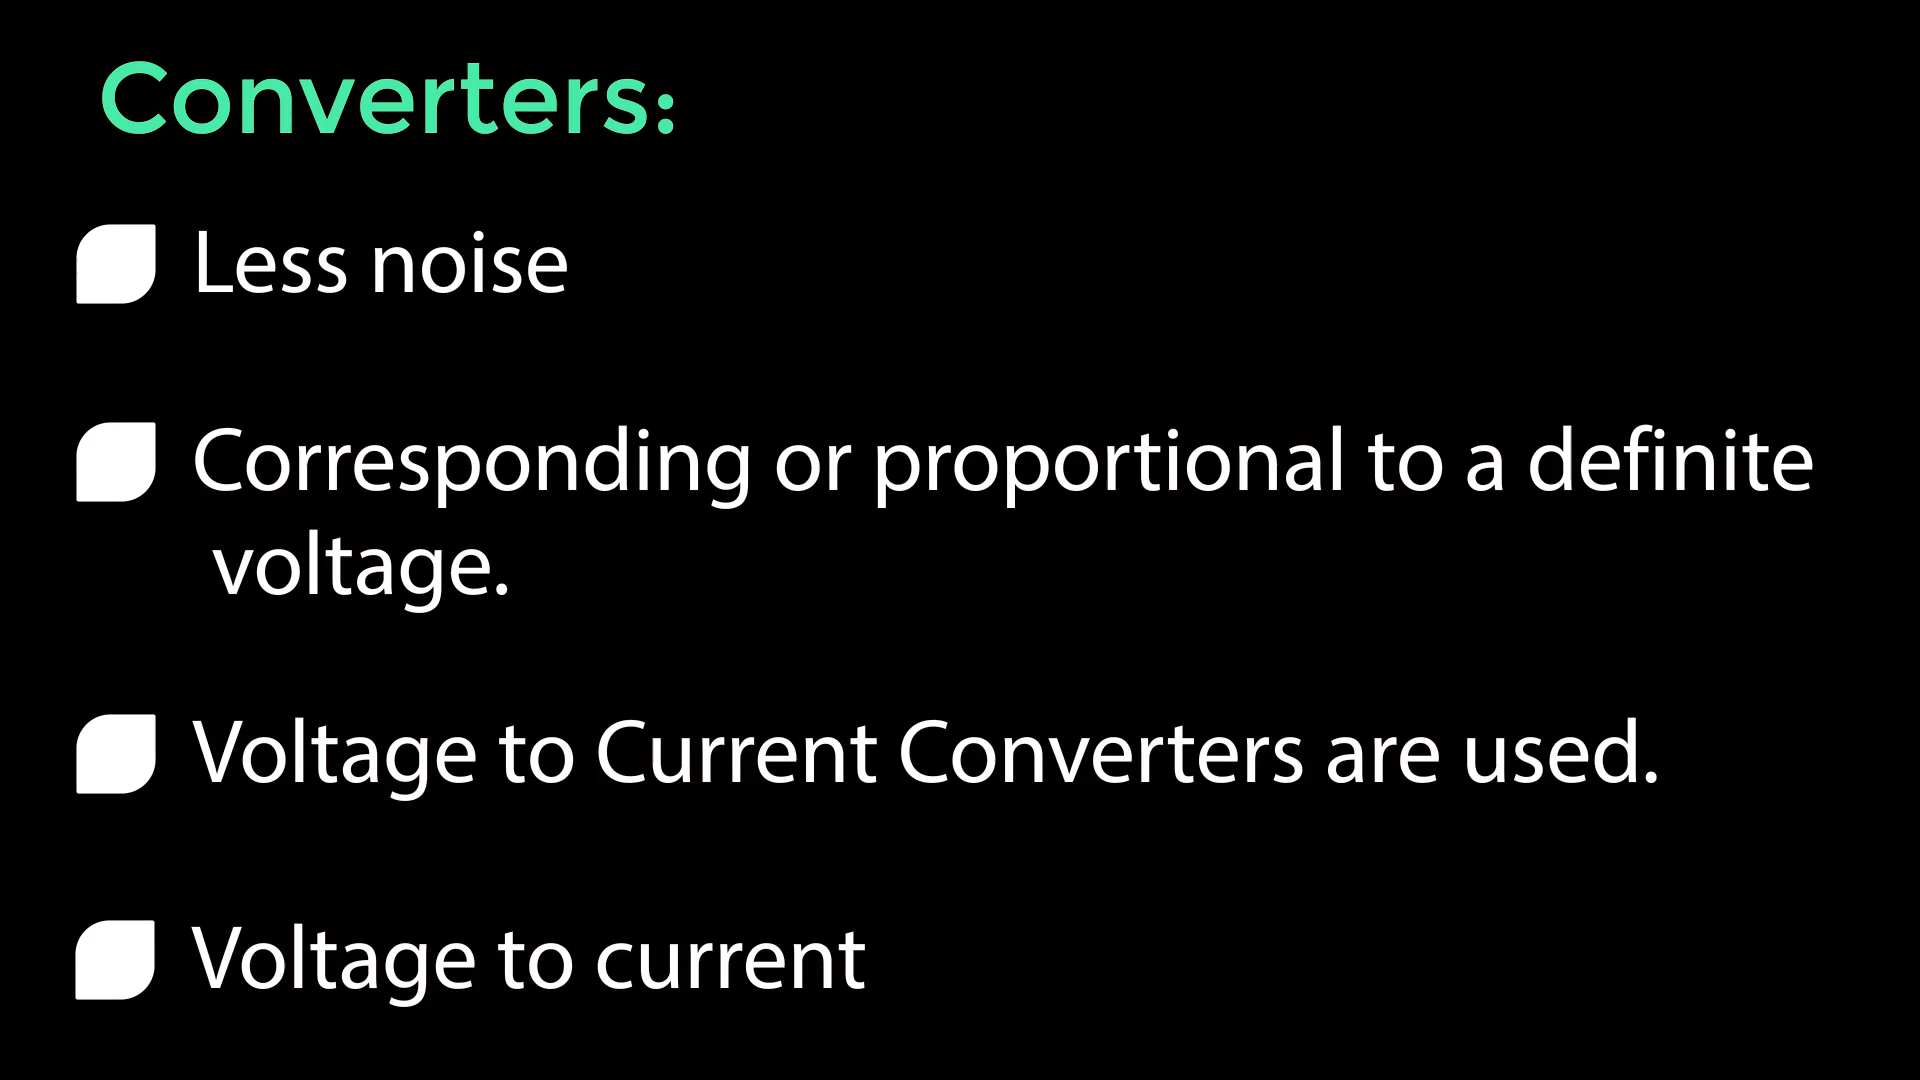 Converters:
Less noise
Corresponding or proportional to a definite
voltage.
Voltage to Current Converters are used.
Voltage to current